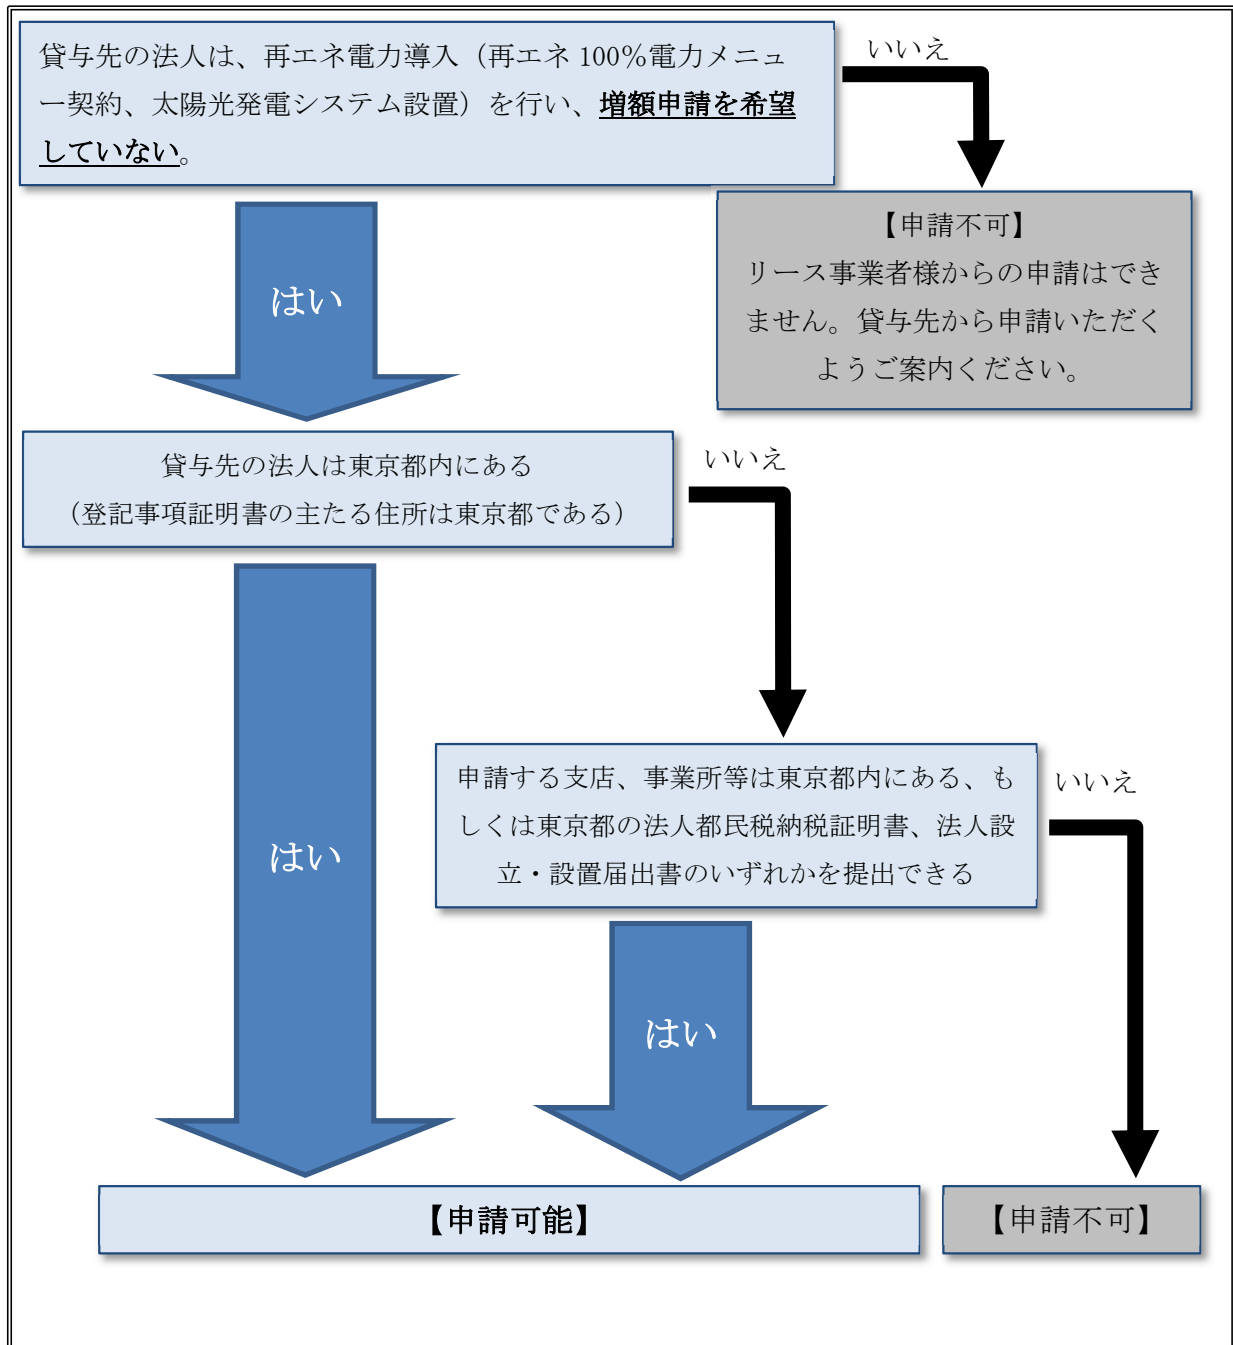 貸与先の法人は、再エネ電力導入（再エネ 100％電力メニュ
ー契約、太陽光発電システム設置）を行い、増額申請を希望
していない。
いいえ
【申請不可】
リース事業者様からの申請はでき
ません。貸与先から申請いただく
ようご案内ください。
はい
貸与先の法人は東京都内にある
（登記事項証明書の主たる住所は東京都である）
いいえ
申請する支店、事業所等は東京都内にある、も
しくは東京都の法人都民税納税証明書、法人設
立・設置届出書のいずれかを提出できる
いいえ
はい
はい
【申請可能】
【申請不可】